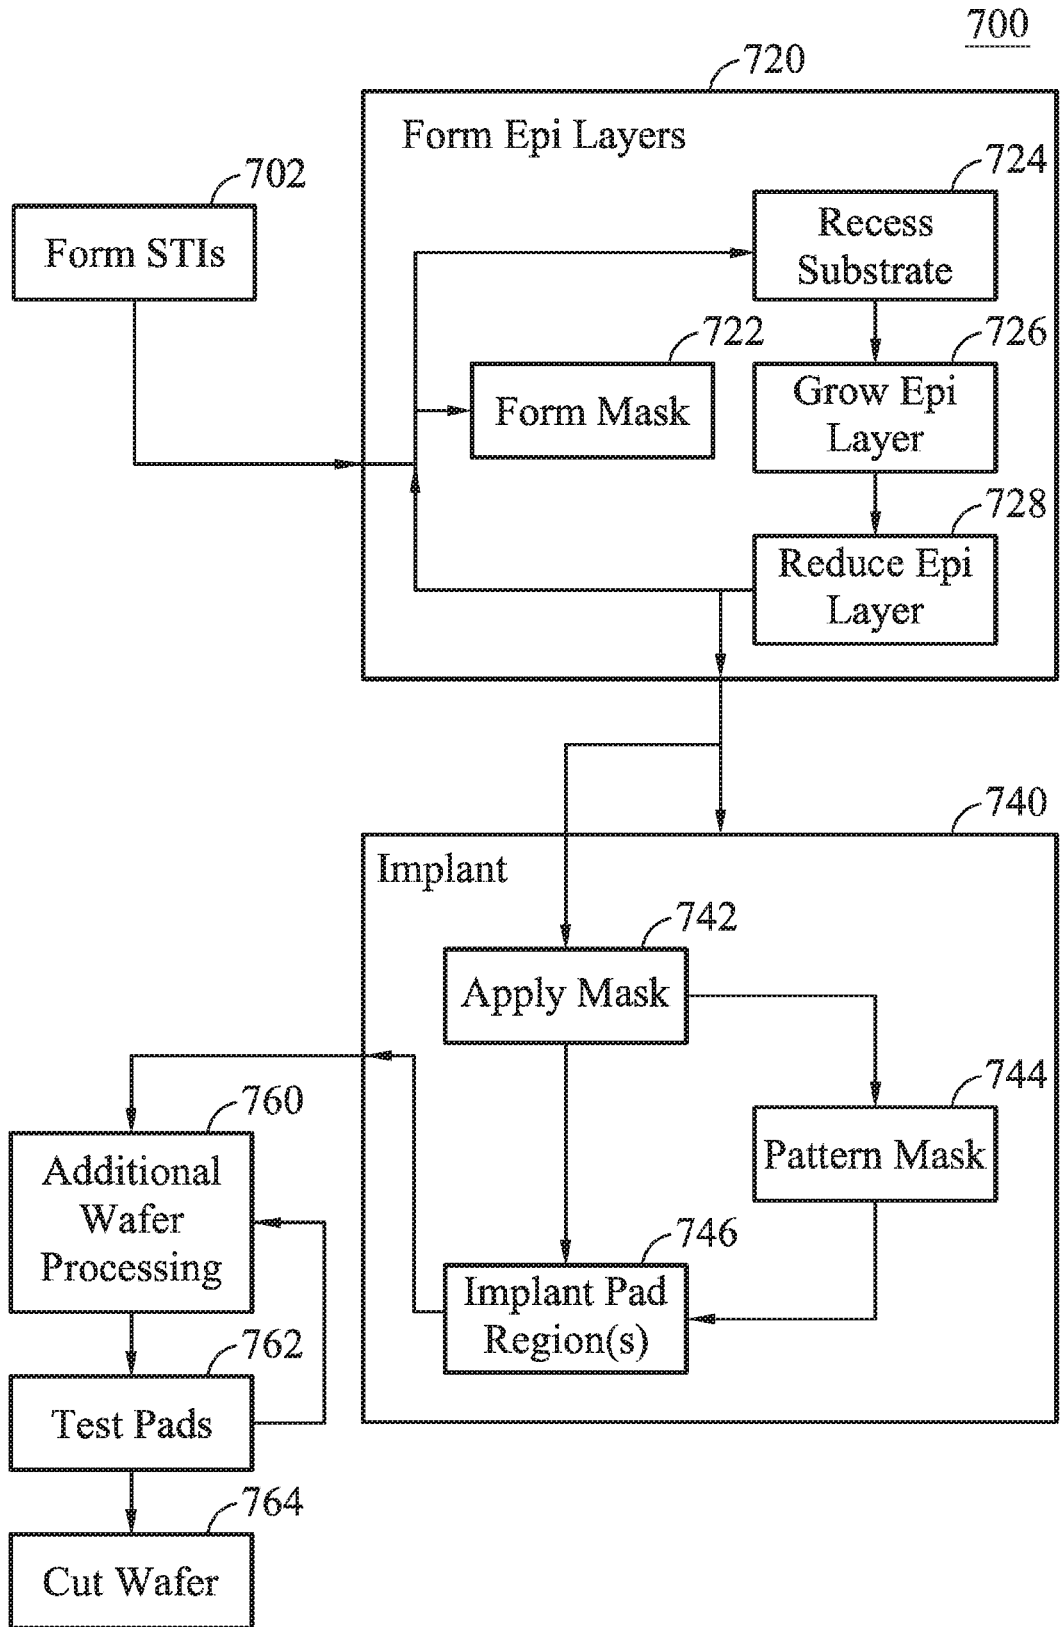 700
720
Form Epi Layers
702
Form STIs
724
Recess
Substrate
722
Form Mask
726
Grow Epi
Layer
728
Reduce Epi
Layer
740
Implant
742
Apply Mask
744
Pattern Mask
746
Implant Pad
Region(s)
760
Additional
Wafer
Processing
762
Test Pads
764
Cut Wafer